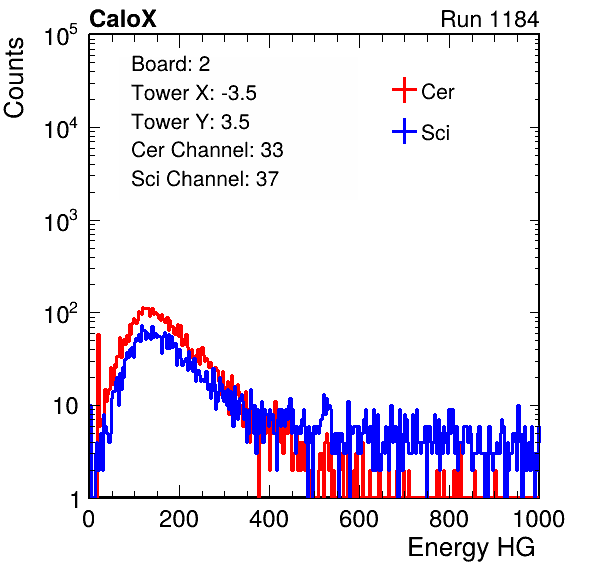 CaloX Run 1184
Counts
10^5
10^4
10^3
10^2
10
1
Board: 2
Tower X: -3.5
Tower Y: 3.5
Cer Channel: 33
Sci Channel: 37
Cer
Sci
0 200 400 600 800 1000
Energy HG